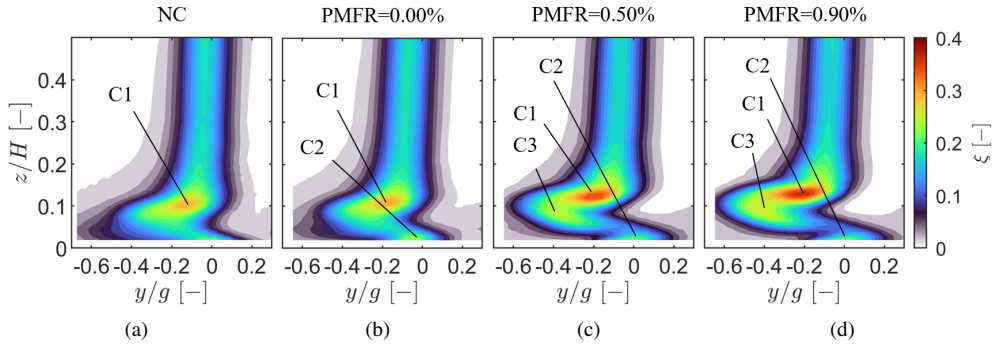 NC PMFR=0.00% PMFR=0.50% PMFR=0.90%
0.4 0.3 0.2 0.1 0
z/H [−]
C1
C1 C2
C2 C1 C3
C2 C1 C3
0.4 0.3 0.2 0.1 0
ξ [−]
-0.6 -0.4 -0.2 0 0.2 -0.6 -0.4 -0.2 0 0.2 -0.6 -0.4 -0.2 0 0.2 -0.6 -0.4 -0.2 0 0.2
y/g [−] y/g [−] y/g [−] y/g [−]
(a) (b) (c) (d)